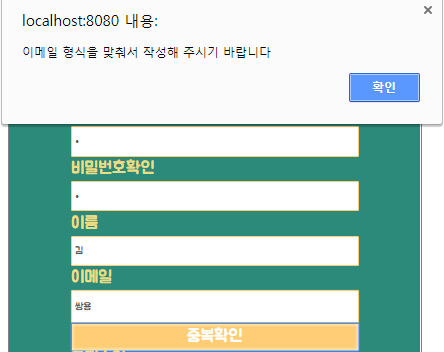 localhost:8080 내용:
이메일 형식을 맞춰서 작성해 주시기 바랍니다
확인
비밀번호확인
이름
김
이메일
쌍용
중복확인